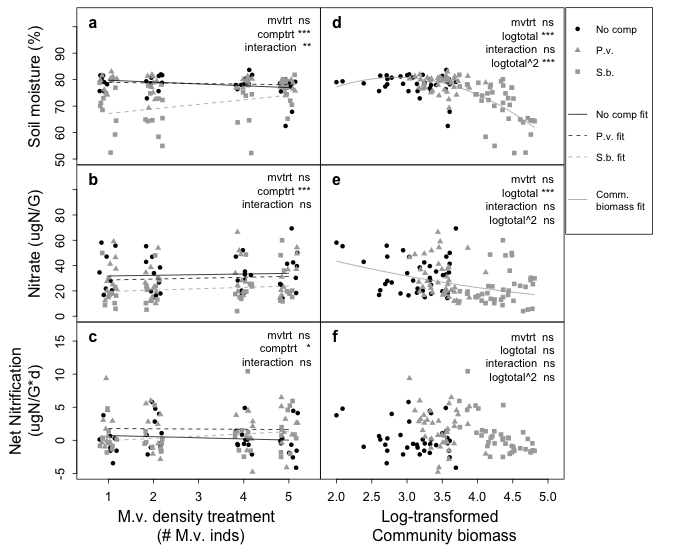 a
mvtrt ns
comptrt ***
interaction **
d
mvtrt ns
logtotal ***
interaction ns
logtotal^2 ***
No comp
P.v.
S.b.
No comp fit
P.v fit
S.b. fit
Comm.
biomass fit
Soil moisture (%)
90
80
70
60
50
b
mvtrt ns
comptrt ***
interaction ns
e
mvtrt ns
logtotal ***
interaction ns
logtotal^2 ns
Nitrate (ugN/G)
80
60
40
20
0
c
mvtrt ns
comptrt *
interaction ns
f
mvtrt ns
logtotal ns
interaction ns
logtotal^2 ns
Net Nitrification
(ugN/G*d)
15
10
5
0
-5
1 2 3 4 5
2.0 2.5 3.0 3.5 4.0 4.5 5.0
M.v. density treatment
(# M.v. inds)
Log-transformed
Community biomass